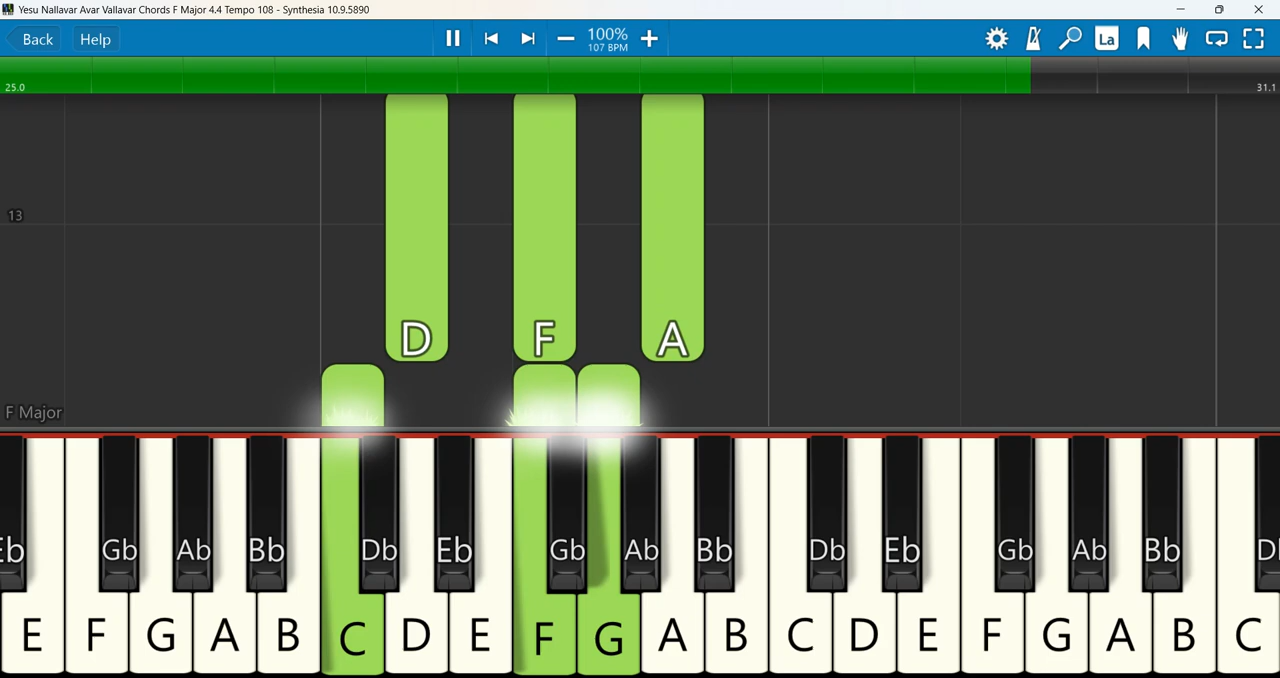 Yesu Nallavar Avar Vallavar Chords F Major 4.4 Tempo 108 - Synthesia 10.9.5890
Back Help 100% La
107 BPM
25.0 31.1
13
D F A
F Major
Eb Gb Ab Bb Db Eb Gb Ab Bb Db Eb Gb Ab Bb D
E F G A B C D E F G A B C D E F G A B C